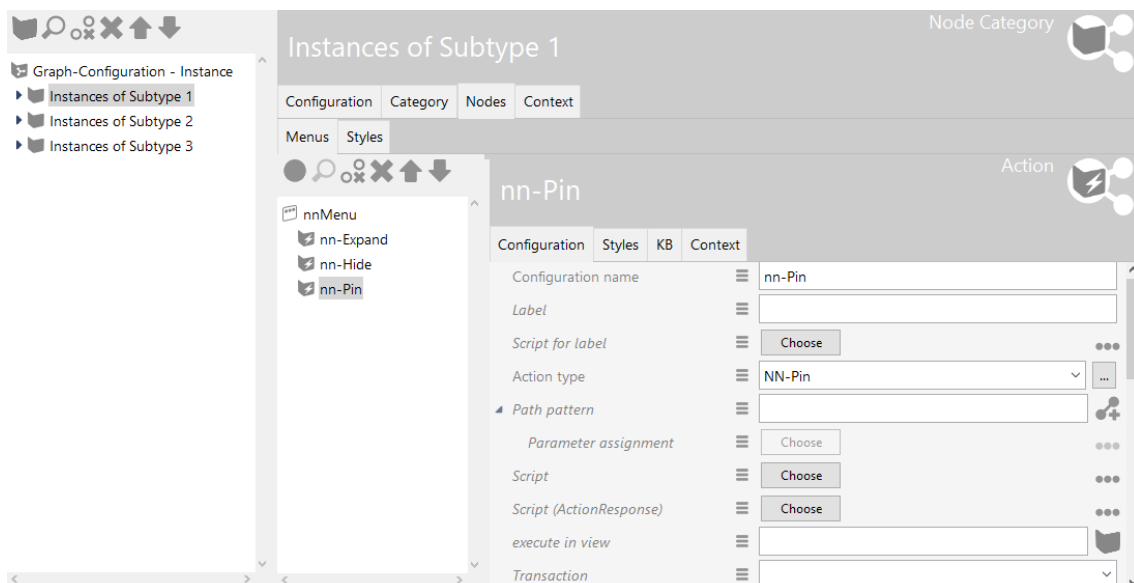 Node Category
Instances of Subtype 1
Graph-Configuration - Instance
Instances of Subtype 1
Instances of Subtype 2
Instances of Subtype 3
Configuration Category Nodes Context
Menus Styles
Action
nn-Pin
nnMenu
nn-Expand
nn-Hide
nn-Pin
Configuration Styles KB Context
Configuration name nn-Pin
Label
Script for label Choose
Action type NN-Pin ...
Path pattern
Parameter assignment Choose
Script Choose
Script (ActionResponse) Choose
execute in view
Transaction